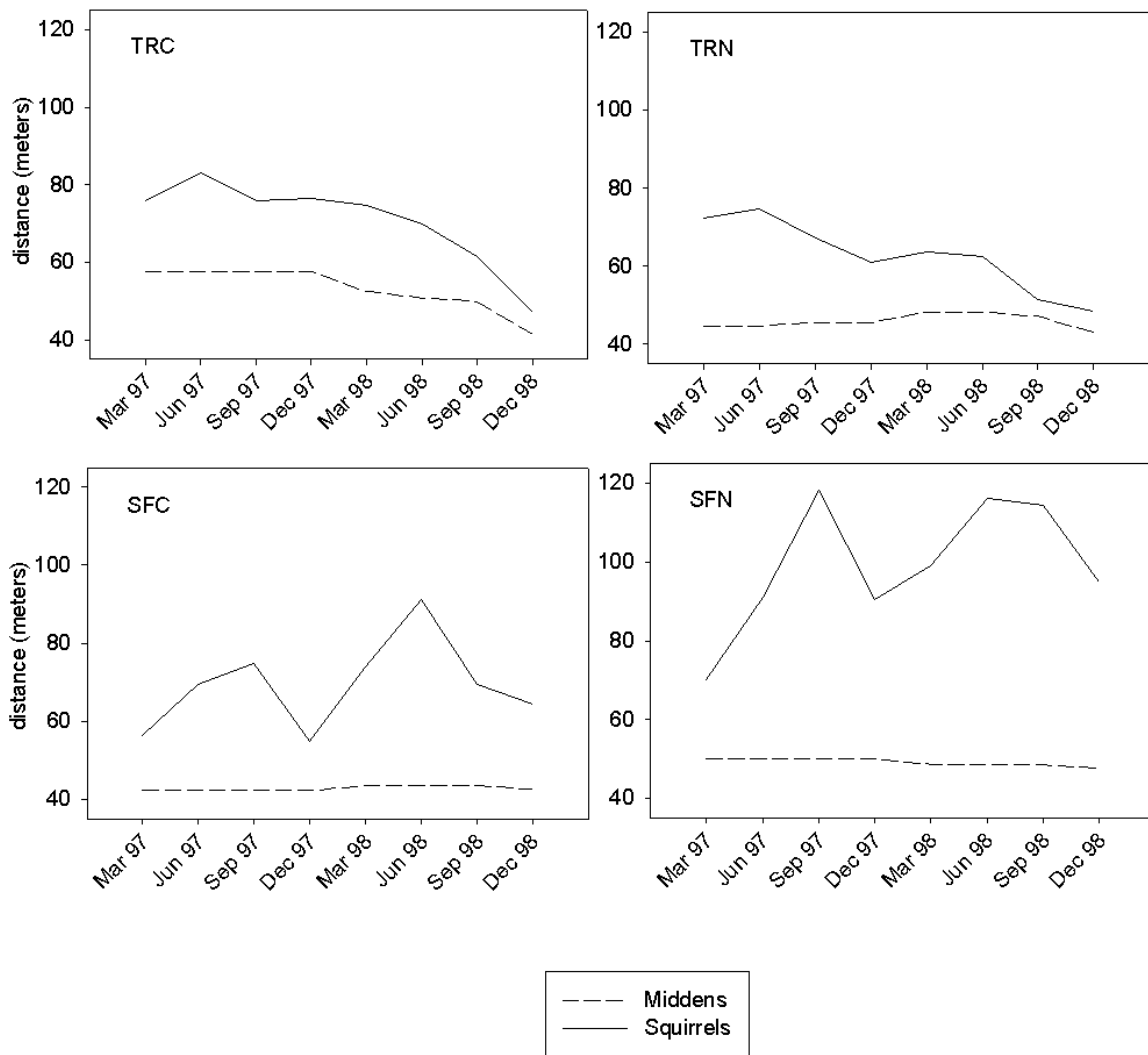 TRC
120
100
80
60
40
distance (meters)
Mar 97
Jun 97
Sep 97
Dec 97
Mar 98
Jun 98
Sep 98
Dec 98
TRN
120
100
80
60
40
Mar 97
Jun 97
Sep 97
Dec 97
Mar 98
Jun 98
Sep 98
Dec 98
SFC
120
100
80
60
40
distance (meters)
Mar 97
Jun 97
Sep 97
Dec 97
Mar 98
Jun 98
Sep 98
Dec 98
SFN
120
100
80
60
40
Mar 97
Jun 97
Sep 97
Dec 97
Mar 98
Jun 98
Sep 98
Dec 98
Middens
Squirrels